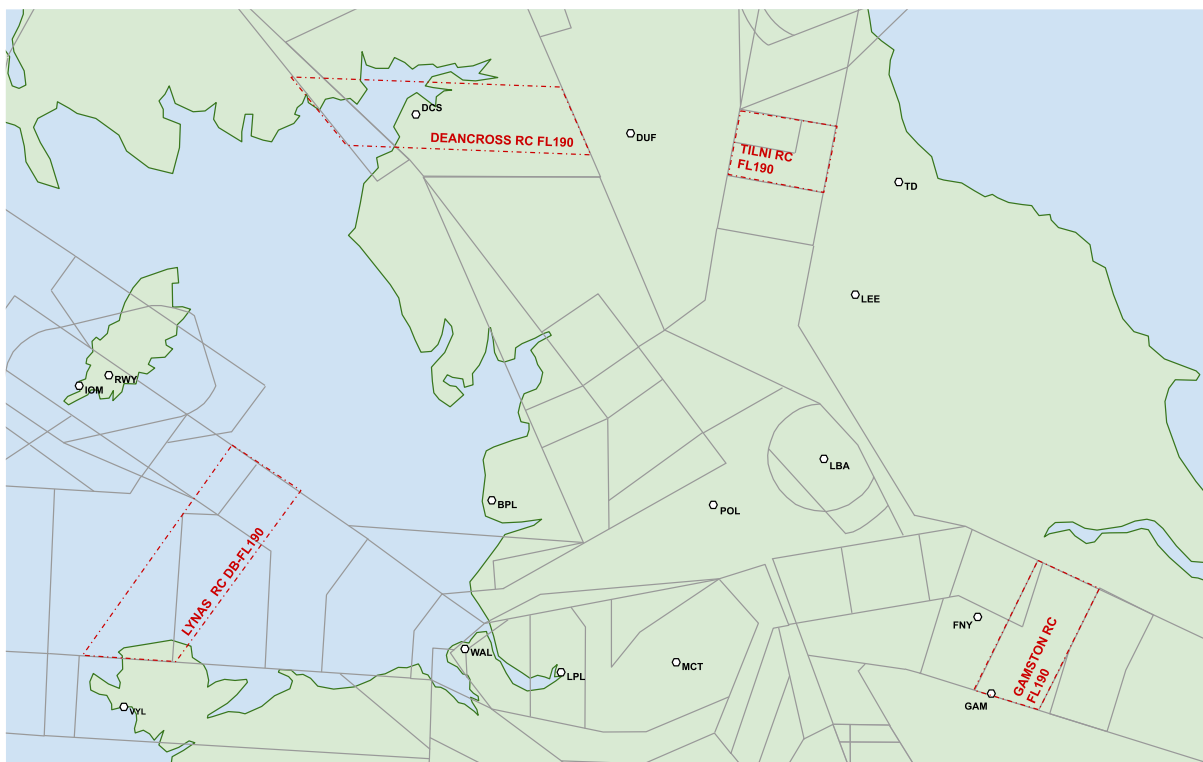 DCS
DEANCROSS RC FL190
DUF
TILNI RC
FL190
TD
LEE
RWY
IOM
LBA
BPL
POL
LYNAS RC DB-FL190
FNY
WAL
MCT
LPL
GAMSTON RC
FL190
GAM
VYL